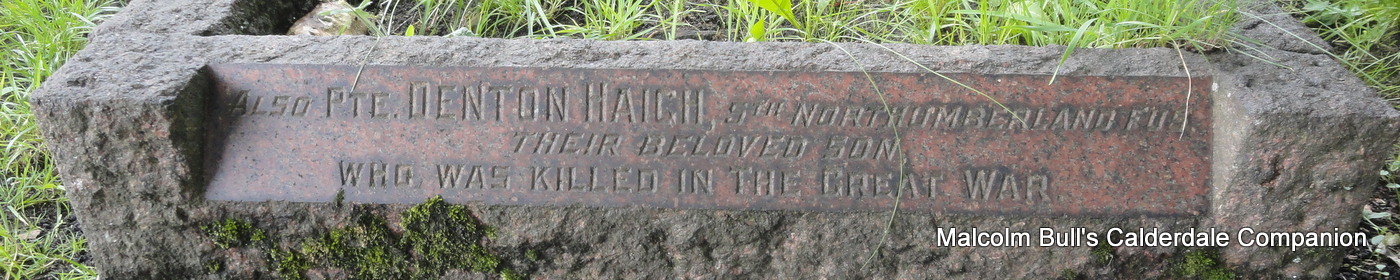 ALSO PTE. DENTON HAIGH, 9TH NORTHUMBERLAND FUS.
THEIR BELOVED SON
WHO WAS KILLED IN THE GREAT WAR.
Malcolm Bull's Calderdale Companion